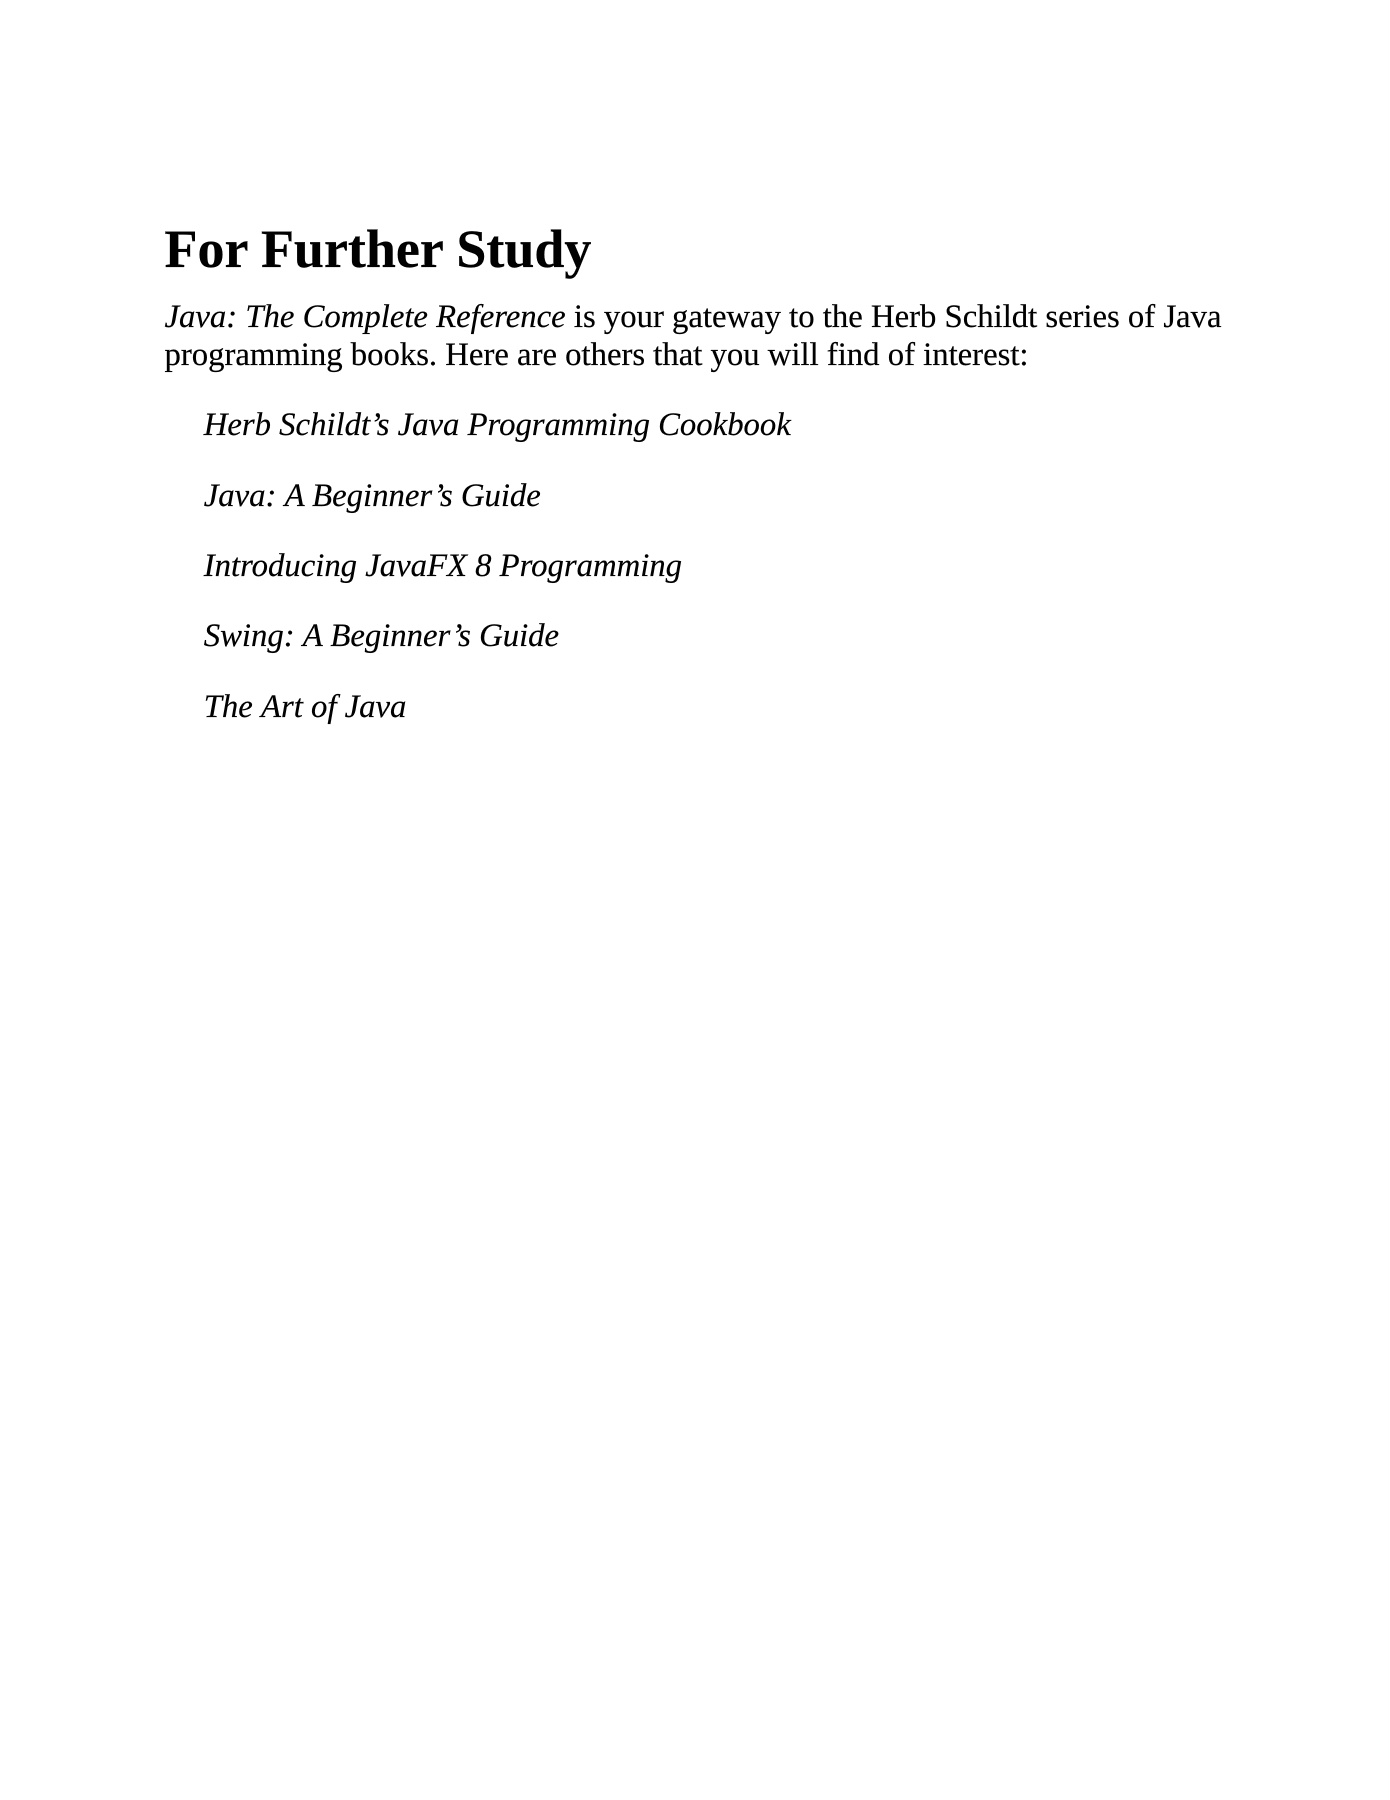 For Further Study
Java: The Complete Reference is your gateway to the Herb Schildt series of Java
programming books. Here are others that you will find of interest:
Herb Schildt’s Java Programming Cookbook
Java: A Beginner’s Guide
Introducing JavaFX 8 Programming
Swing: A Beginner’s Guide
The Art of Java